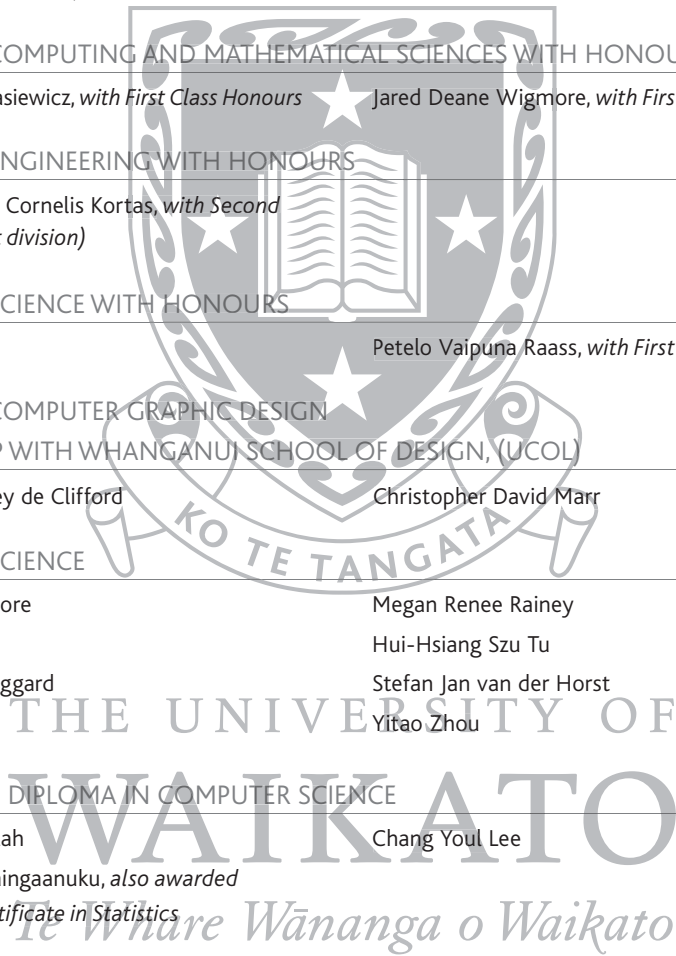 COMPUTING AND MATHEMATICAL SCIENCES WITH HONOU
asiewicz, with First Class Honours
Jared Deane Wigmore, with Firs
NGINEERING WITH HONOURS
Cornelis Kortas, with Second
division)
CIENCE WITH HONOURS
Petelo Vaipuna Raass, with First
COMPUTER GRAPHIC DESIGN
P WITH WHANGANUI SCHOOL OF DESIGN, (UCOL)
ey de Clifford
Christopher David Marr
KO TE TANGATA
CIENCE
ore
Megan Renee Rainey
Hui-Hsiang Szu Tu
ggard
Stefan Jan van der Horst
Yitao Zhou
THE UNIVERSITY OF
WAIKATO
Te Whare Wānanga o Waikato
DIPLOMA IN COMPUTER SCIENCE
ah
Chang Youl Lee
ingaanuku, also awarded
tificate in Statistics